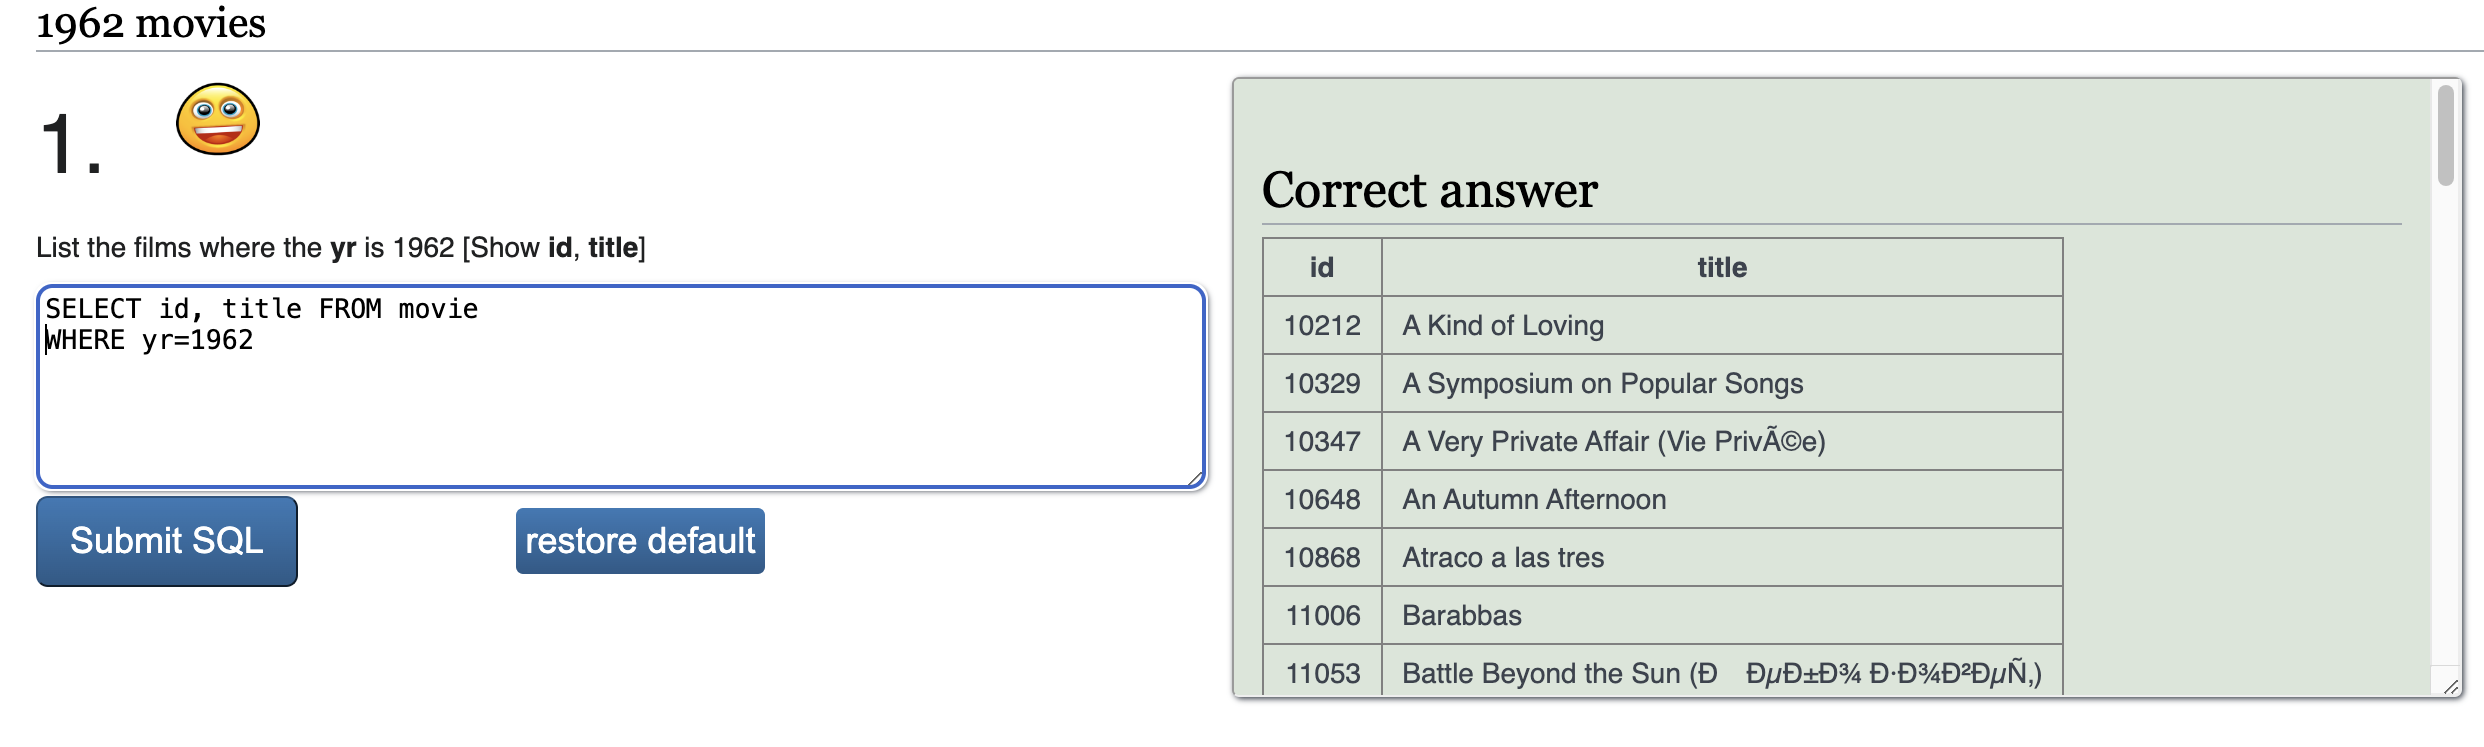 1962 movies
1.
List the films where the yr is 1962 [Show id, title]
SELECT id, title FROM movie
WHERE yr=1962
Submit SQL
restore default
Correct answer
id title
10212 A Kind of Loving
10329 A Symposium on Popular Songs
10347 A Very Private Affair (Vie PrivÃ©e)
10648 An Autumn Afternoon
10868 Atraco a las tres
11006 Barabbas
11053 Battle Beyond the Sun (Ð ÐµÐ±Ð¾ Ð·Ð¾Ð²ÐµÑ‚)